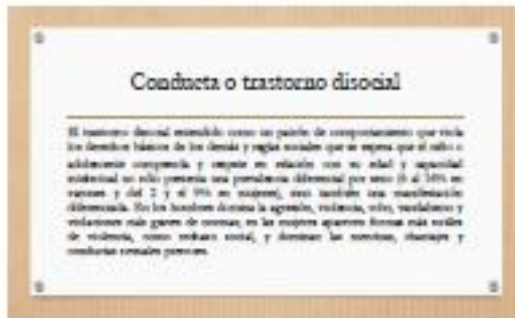 Conducta o trastorno disocial
El trastorno disocial entendido como un patrón de comportamiento que viola
los derechos básicos de los demás y reglas sociales que se espera que el niño o
adolescente comprenda y respete en relación con su edad y capacidad
intelectual no sólo presenta una prevalencia diferencial por sexo (6 al 16% en
varones y del 2 y el 9% en mujeres), sino también una manifestación
diferenciada. En los hombres domina la agresión, violencia, robo, vandalismo y
violaciones más graves de normas; en las mujeres aparecen formas más sutiles
de violencia, como rechazo social, y dominan las mentiras, chantajes y
conductas sexuales precoces.